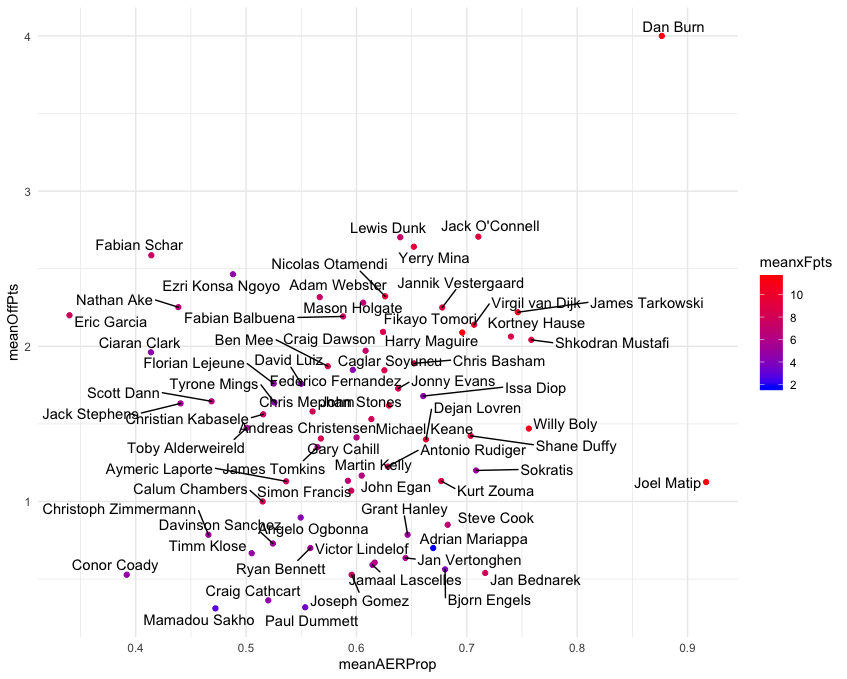 Dan Burn
4
Lewis Dunk
Jack O'Connell
3
Fabian Schar
Yerry Mina
meanxFpts
Nicolas Otamendi
Ezri Konsa Ngoyo
Adam Webster
Jannik Vestergaard
10
Nathan Ake
Mason Holgate
Virgil van Dijk
James Tarkowski
8
Eric Garcia
Fabian Balbuena
Fikayo Tomori
Kortney Hause
6
Ciaran Clark
Ben Mee
Craig Dawson
Harry Maguire
Shkodran Mustafi
4
meanOffPts
2
Florian Lejeune
David Luiz
Caglar Soyuncu
Chris Basham
2
Scott Dann
Tyrone Mings
Federico Fernandez
Jonny Evans
Issa Diop
Jack Stephens
Christian Kabasele
Chris Mepham
John Stones
Dejan Lovren
Andreas Christensen
Michael Keane
Willy Boly
Toby Alderweireld
Gary Cahill
Antonio Rudiger
Shane Duffy
Aymeric Laporte
James Tomkins
Martin Kelly
Sokratis
Joel Matip
Calum Chambers
Simon Francis
John Egan
Kurt Zouma
1
Christoph Zimmermann
Davinson Sanchez
Angelo Ogbonna
Grant Hanley
Steve Cook
Timm Klose
Victor Lindelof
Adrian Mariappa
Conor Coady
Ryan Bennett
Jan Vertonghen
Jamaal Lascelles
Jan Bednarek
Craig Cathcart
Joseph Gomez
Bjorn Engels
Mamadou Sakho
Paul Dummett
0.4
0.5
0.6
0.7
0.8
0.9
meanAERProp